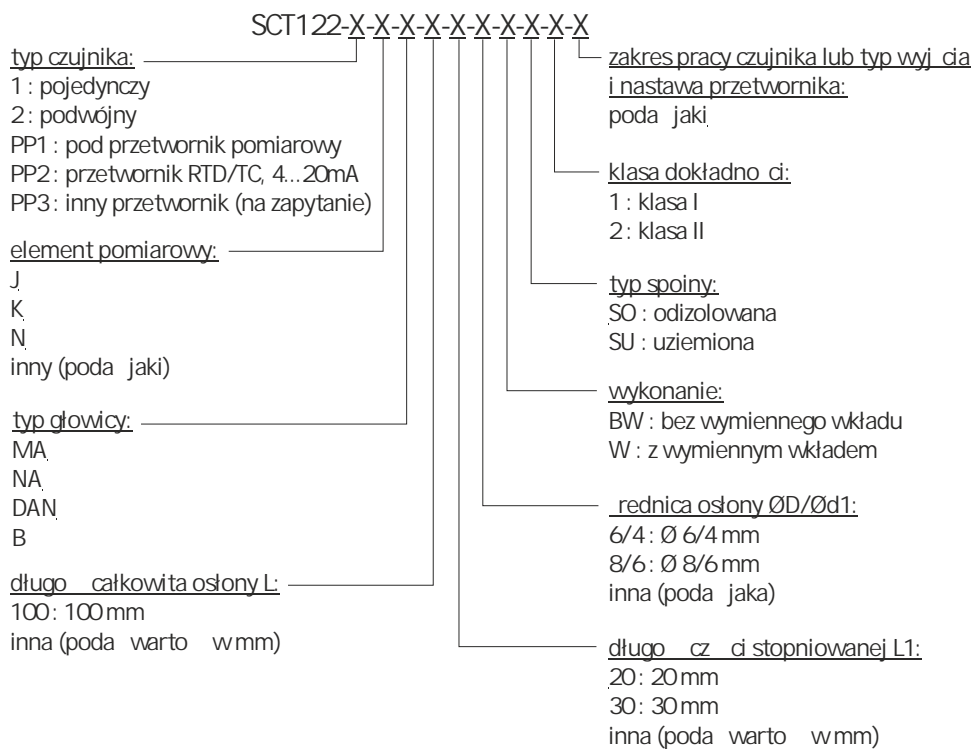 SCT122-X-X-X-X-X-X-X-X-X-X
typ czujnika:
1 : pojedynczy
2 : podwójny
PP1 : pod przetwornik pomiarowy
PP2 : przetwornik RTD/TC, 4...20mA
PP3 : inny przetwornik (na zapytanie)
element pomiarowy:
J
K
N
inny (poda jaki)
typ głowicy:
MA
NA
DAN
B
długo całkowita osłony L:
100 : 100 mm
inna (poda warto w mm)
zakres pracy czujnika lub typ wyj cia
i nastawa przetwornika:
poda jaki
klasa dokładno ci:
1 : klasa I
2 : klasa II
typ spoiny:
SO : odizolowana
SU : uziemiona
wykonanie:
BW : bez wymiennego wkładu
W : z wymiennym wkładem
rednica osłony ØD/Ød1:
6/4 : Ø 6/4 mm
8/6 : Ø 8/6 mm
inna (poda jaka)
długo cz ci stopniowanej L1:
20 : 20 mm
30 : 30 mm
inna (poda warto w mm)